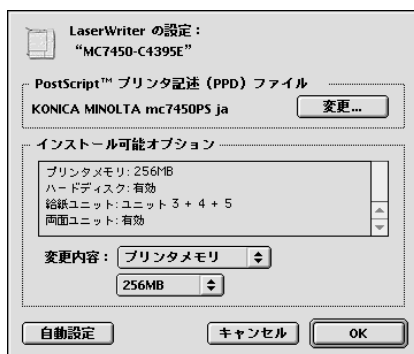 LaserWriter の設定：
“MC7450-C4395E”
PostScript™ プリンタ記述（PPD）ファイル
KONICA MINOLTA mc7450PS ja
変更...
インストール可能オプション
プリンタメモリ: 256MB
ハードディスク: 有効
給紙ユニット: ユニット 3 + 4 + 5
両面ユニット: 有効
変更内容：
プリンタメモリ
256MB
自動設定
キャンセル
OK